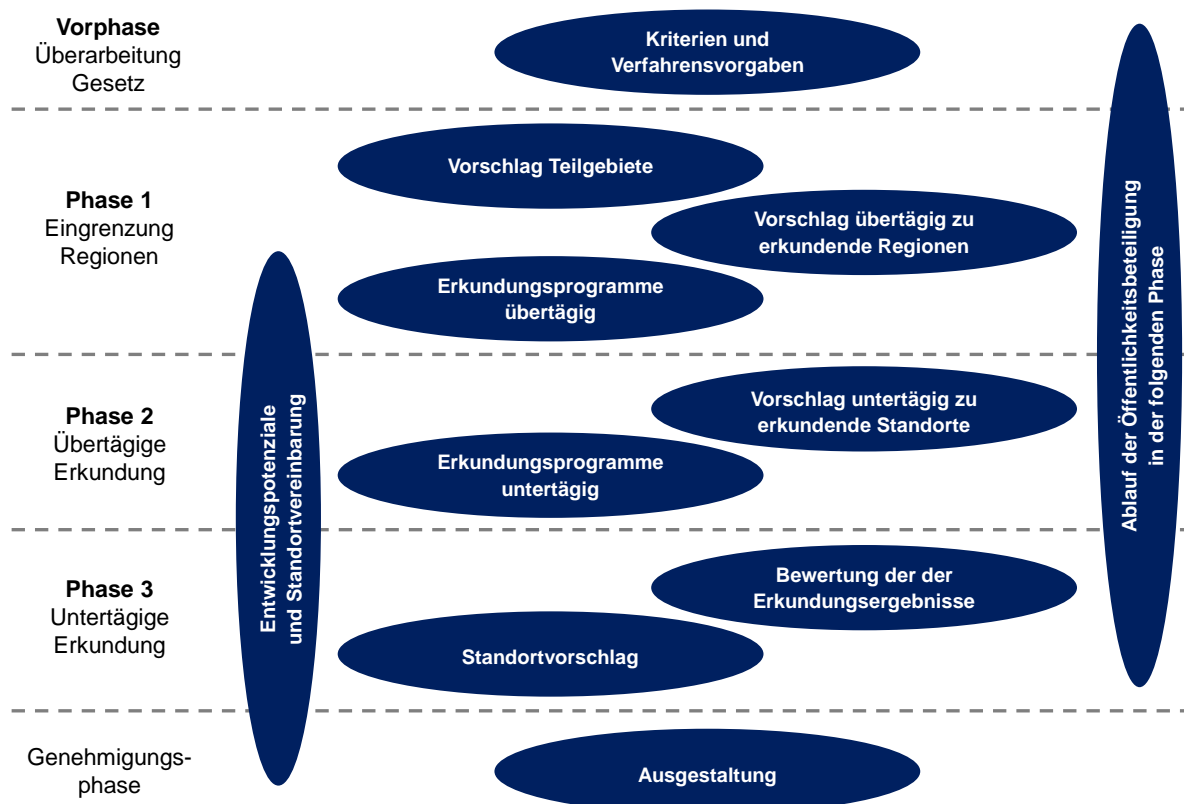 Vorphase
Überarbeitung
Gesetz
Kriterien und
Verfahrensvorgaben
Phase 1
Eingrenzung
Regionen
Vorschlag Teilgebiete
Vorschlag übertägig zu
erkundende Regionen
Erkundungsprogramme
übertägig
Phase 2
Übertägige
Erkundung
Vorschlag untertägig zu
erkundende Standorte
Erkundungsprogramme
untertägig
Phase 3
Untertägige
Erkundung
Bewertung der der
Erkundungsergebnisse
Standortvorschlag
Genehmigungs-
phase
Ausgestaltung
Entwicklungspotenziale
und Standortvereinbarung
Ablauf der Öffentlichkeitsbeteiligung
in der folgenden Phase